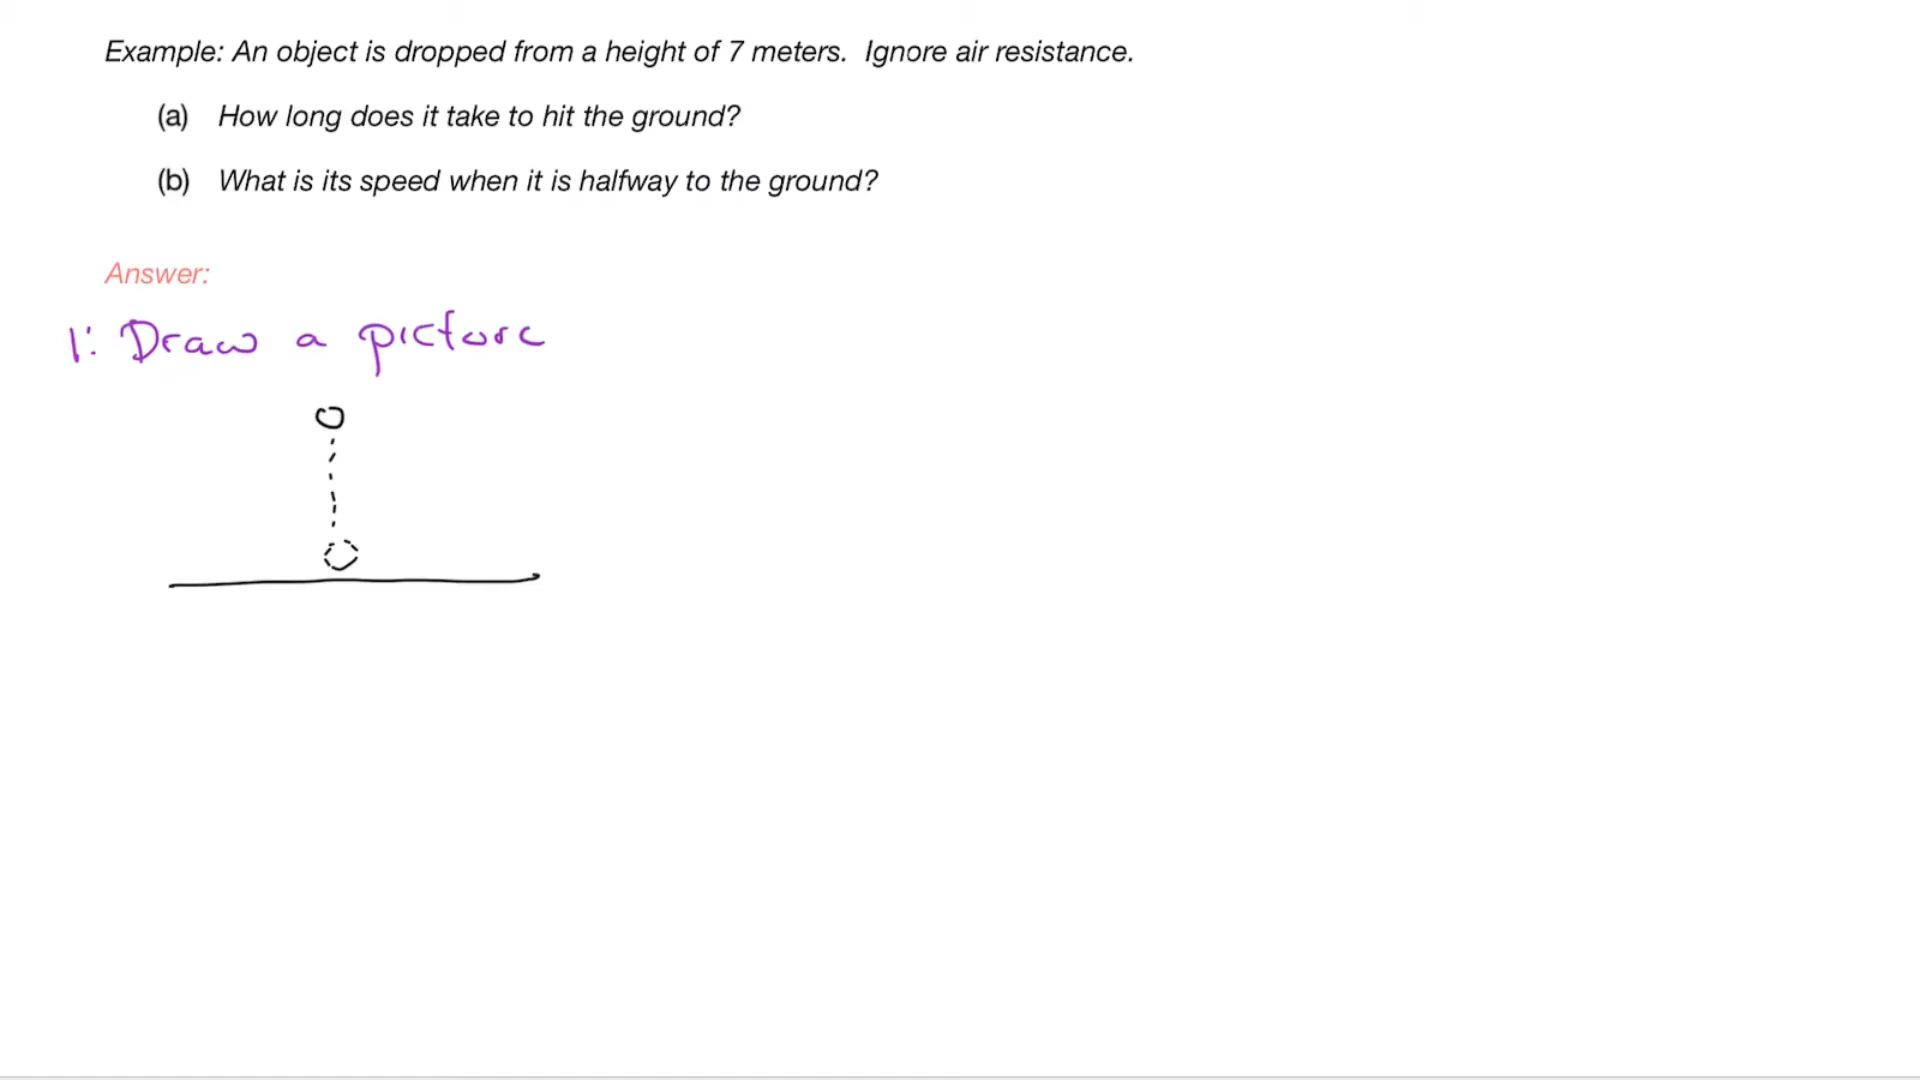 Example: An object is dropped from a height of 7 meters. Ignore air resistance.
(a) How long does it take to hit the ground?
(b) What is its speed when it is halfway to the ground?
Answer:
1: Draw a picture